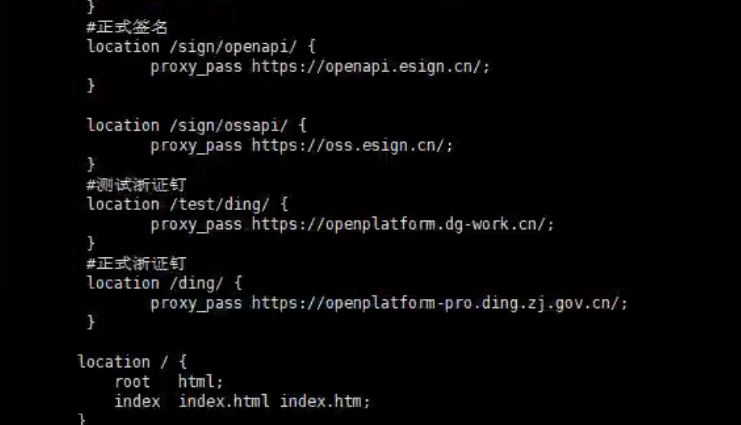 }
#正式签名
location /sign/openapi/ {
proxy_pass https://openapi.esign.cn/;
}
location /sign/ossapi/ {
proxy_pass https://oss.esign.cn/;
}
#测试浙证钉
location /test/ding/ {
proxy_pass https://openplatform.dg-work.cn/;
}
#正式浙证钉
location /ding/ {
proxy_pass https://openplatform-pro.ding.zj.gov.cn/;
}
location / {
root html;
index index.html index.htm;
}